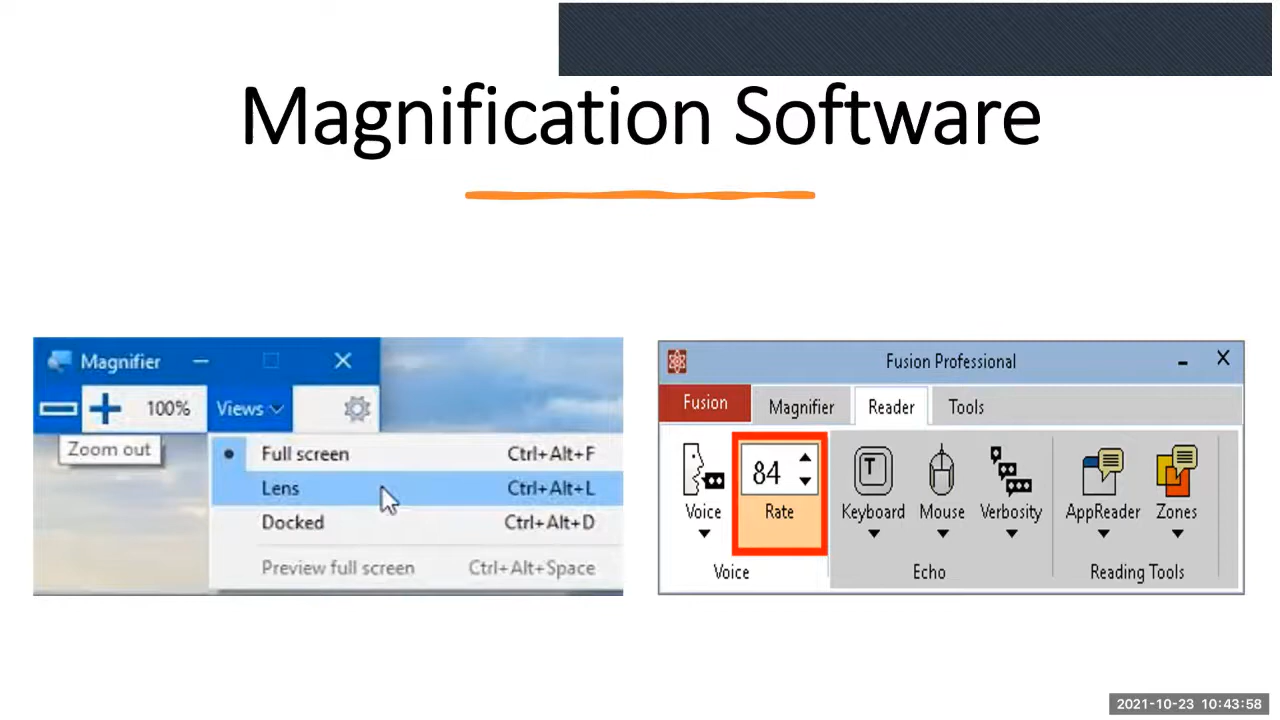 Magnification Software
Magnifier
100% Views
Zoom out
Full screen Ctrl+Alt+F
Lens Ctrl+Alt+L
Docked Ctrl+Alt+D
Preview full screen Ctrl+Alt+Space
Fusion Professional
Fusion Magnifier Reader Tools
84
T
Voice Rate Keyboard Mouse Verbosity AppReader Zones
Voice Echo Reading Tools
2021-10-23 10:43:58